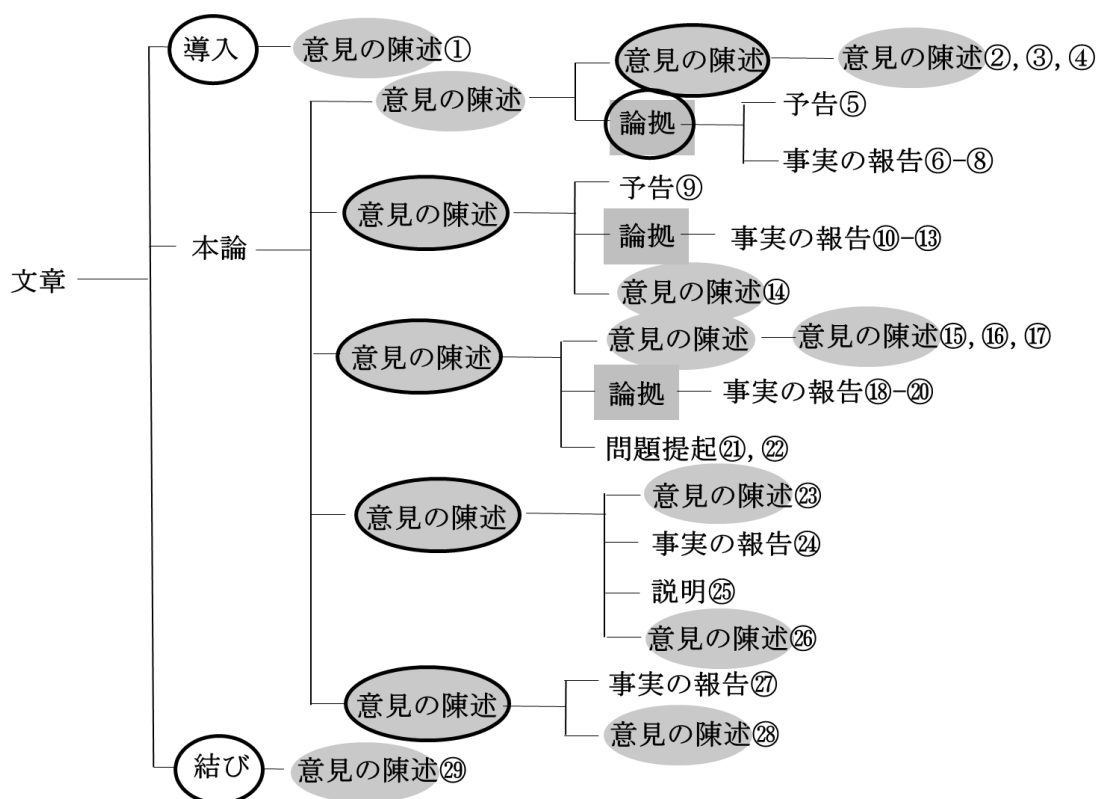 導入 意見の陳述①
意見の陳述 意見の陳述②, ③, ④
意見の陳述
論拠 予告⑤
事実の報告⑥-⑧
意見の陳述 予告⑨
論拠 事実の報告⑩-⑬
本論
文章
意見の陳述⑭
意見の陳述 意見の陳述 意見の陳述⑮, ⑯, ⑰
論拠 事実の報告⑱-⑳
問題提起㉑, ㉒
意見の陳述 意見の陳述㉓
事実の報告㉔
説明㉕
意見の陳述㉖
意見の陳述 事実の報告㉗
意見の陳述㉘
結び 意見の陳述㉙